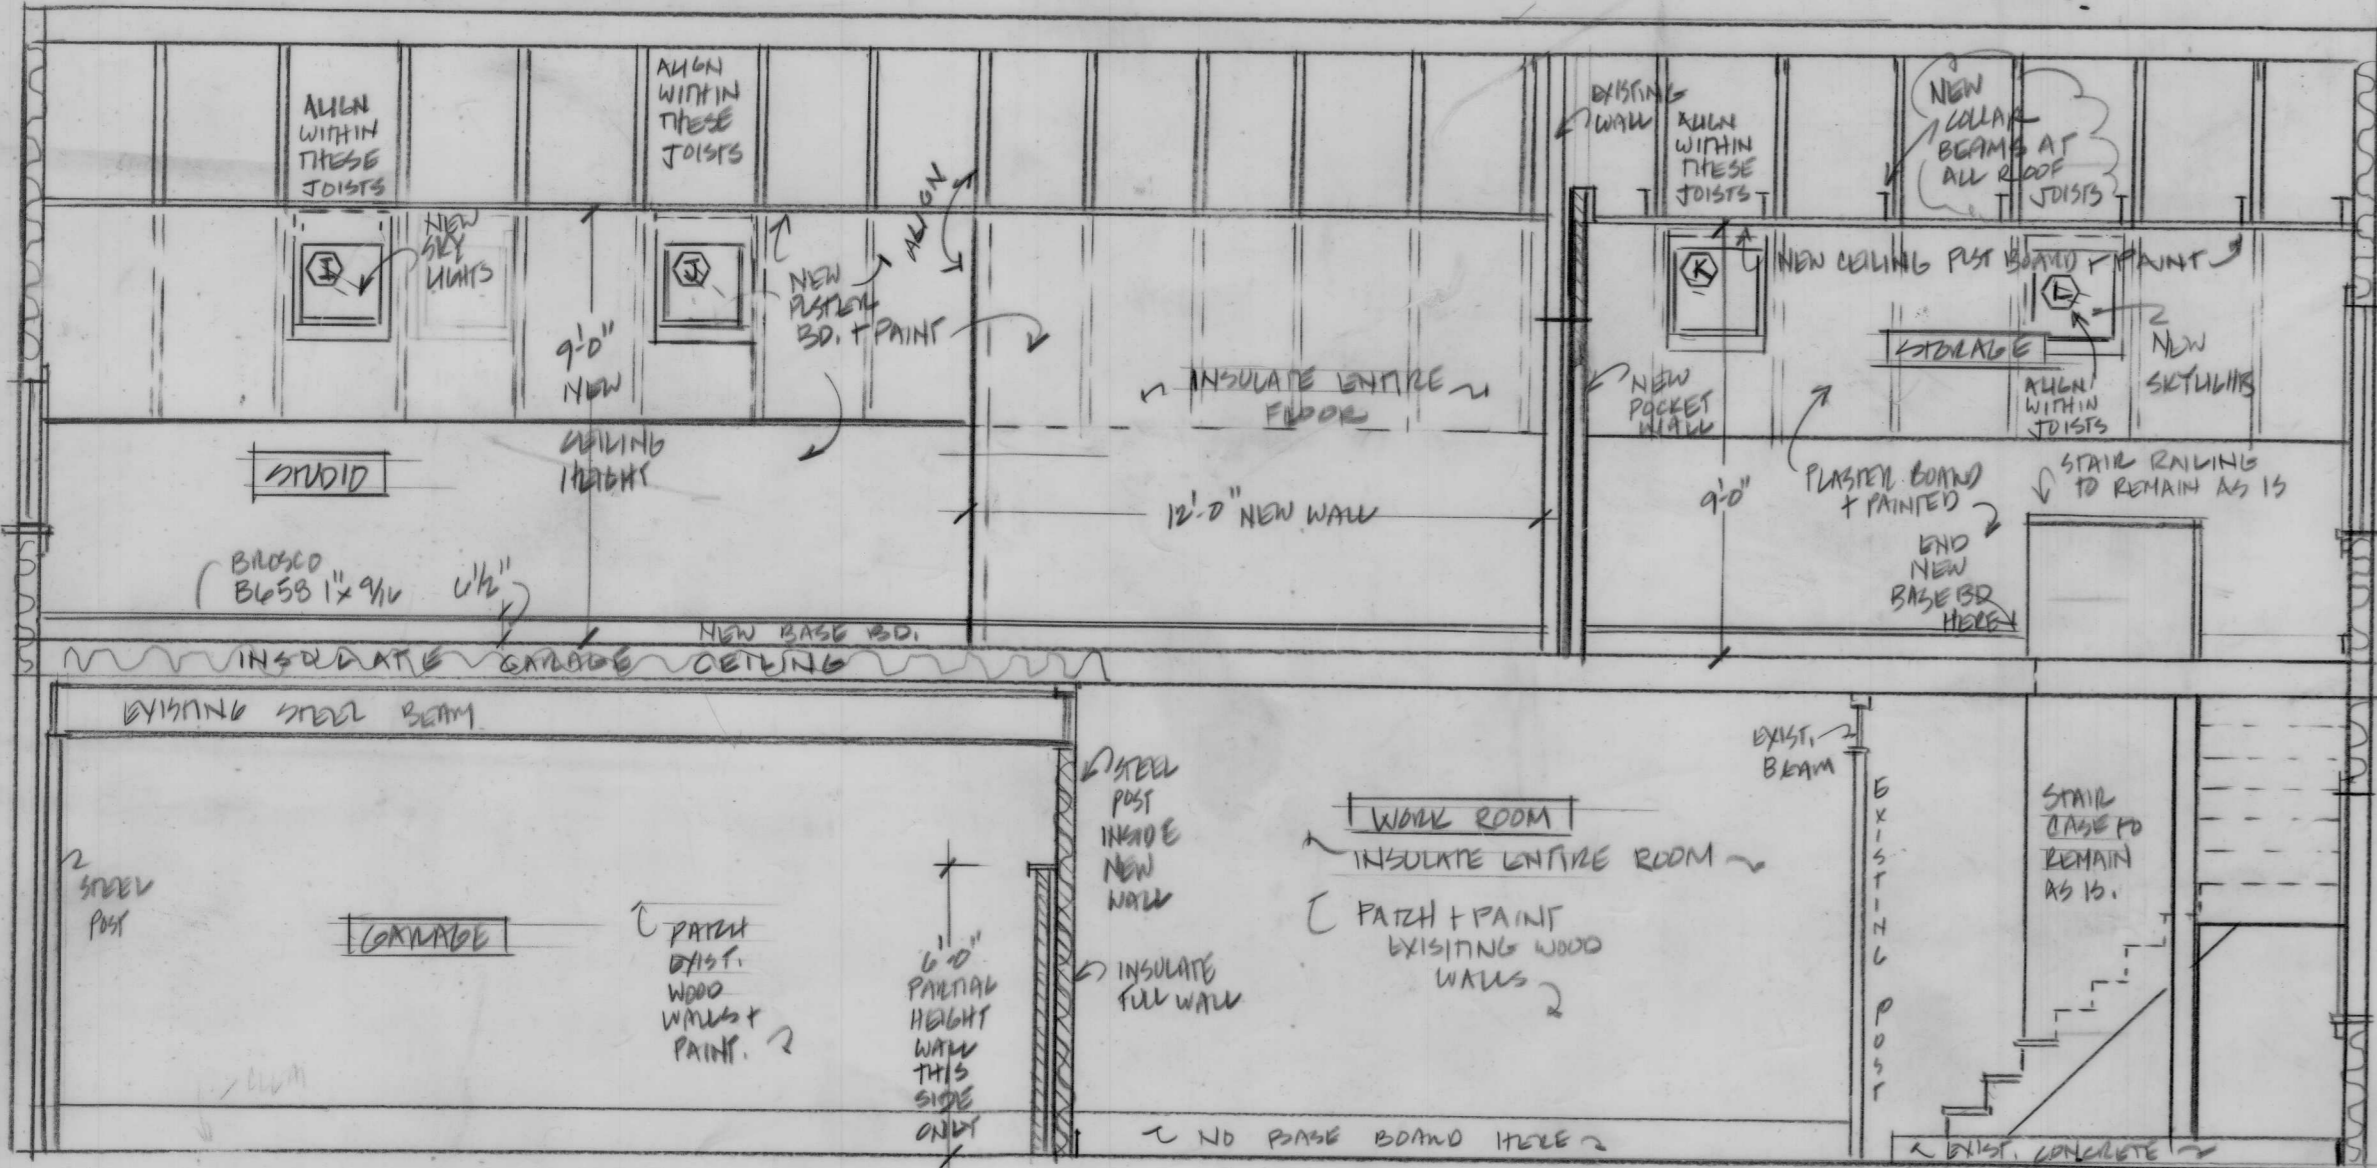 ALIGN
WITHIN
THESE
JOISTS
ALIGN
WITHIN
THESE
JOISTS
ALIGN
EXISTING
WALL
ALIGN
WITHIN
THESE
JOISTS
NEW
COLLAR
BEAMS AT
ALL ROOF
JOISTS
I
NEW
SKY
LIGHTS
J
NEW
PLSTER
BD. + PAINT
9'-0"
NEW
CEILING
HEIGHT
INSULATE ENTIRE
FLOOR
K
NEW CEILING PLST BOARD + PAINT
L
STORAGE
NEW
SKYLIGHTS
NEW
POCKET
WALL
ALIGN
WITHIN
JOISTS
STUDIO
12'-0" NEW WALL
9'-0"
PLASTER BOARD
+ PAINTED
STAIR RAILING
TO REMAIN AS IS
END
NEW
BASE BD
HERE
BROSCO
B658 1" x 9/16
6 1/2"
NEW BASE BD.
INSULATE GARAGE CEILING
EXISTING STEEL BEAM
STEEL
POST
GARAGE
PATCH
EXIST.
WOOD
WALLS +
PAINT.
6'-0"
PARTIAL
HEIGHT
WALL
THIS
SIDE
ONLY
STEEL
POST
INSIDE
NEW
WALL
INSULATE
FULL WALL
WORK ROOM
INSULATE ENTIRE ROOM
PATCH + PAINT
EXISITING WOOD
WALLS
EXIST.
BEAM
EXISTING POST
STAIR
CASE TO
REMAIN
AS IS.
NO BASE BOARD HERE
EXIST. CONCRETE